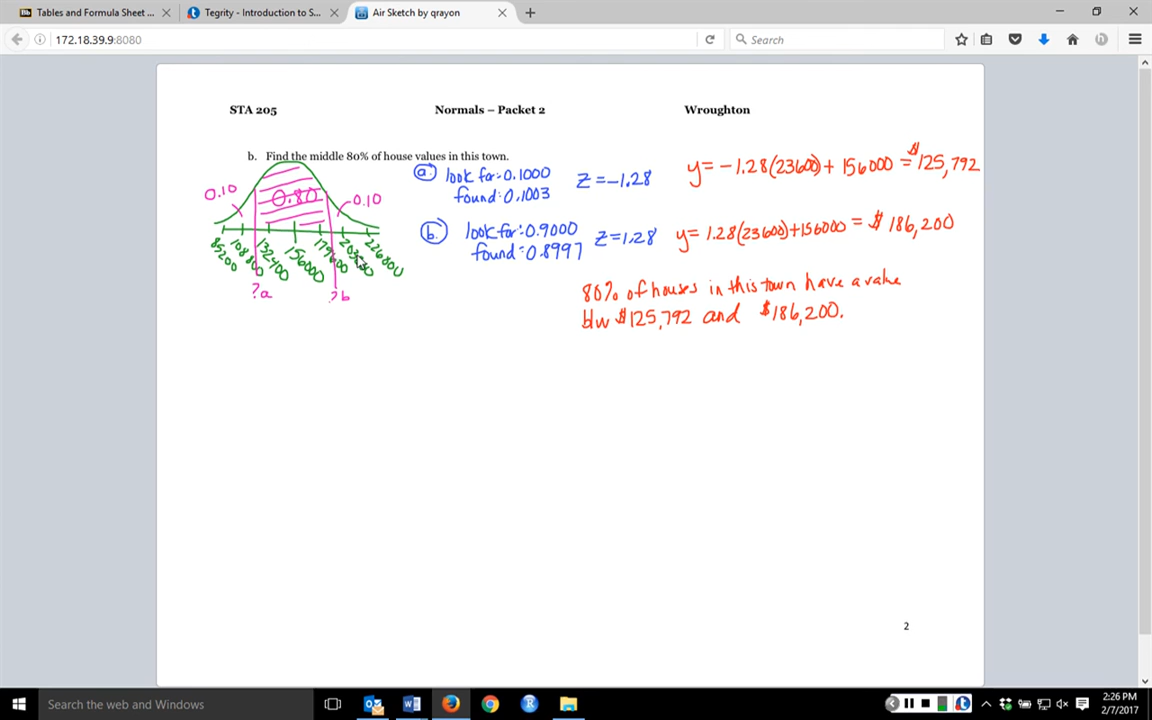 Tables and Formula Sheet ...
Tegrity - Introduction to S...
Air Sketch by qrayon
172.18.39.9:8080
Search
STA 205
Normals – Packet 2
Wroughton
b. Find the middle 80% of house values in this town.
0.10
0.80
0.10
85200
108800
132400
156000
179600
226800
?a
?b
a. look for: 0.1000
found: 0.1003
z = -1.28
y = -1.28(23600) + 156000 = $125,792
b. look for: 0.9000
found: 0.8997
z = 1.28
y = 1.28(23600)+156000 = $186,200
80% of houses in this town have a value
b/w $125,792 and $186,200.
2
Search the web and Windows
2:26 PM
2/7/2017